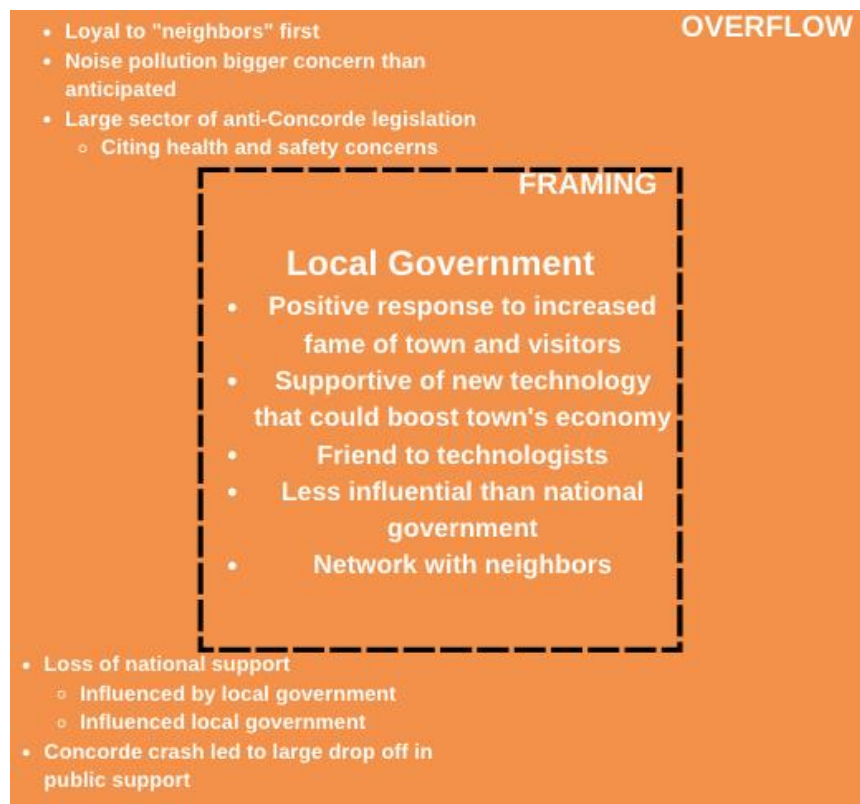 OVERFLOW
• Loyal to "neighbors" first
• Noise pollution bigger concern than
anticipated
• Large sector of anti-Concorde legislation
◦ Citing health and safety concerns
FRAMING
Local Government
• Positive response to increased
fame of town and visitors
• Supportive of new technology
that could boost town's economy
• Friend to technologists
• Less influential than national
government
• Network with neighbors
• Loss of national support
◦ Influenced by local government
◦ Influenced local government
• Concorde crash led to large drop off in
public support